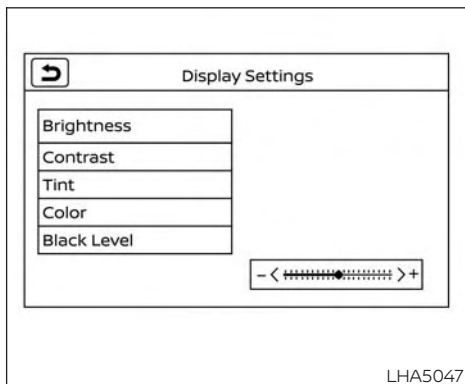 Display Settings
Brightness
Contrast
Tint
Color
Black Level
- < > +
LHA5047